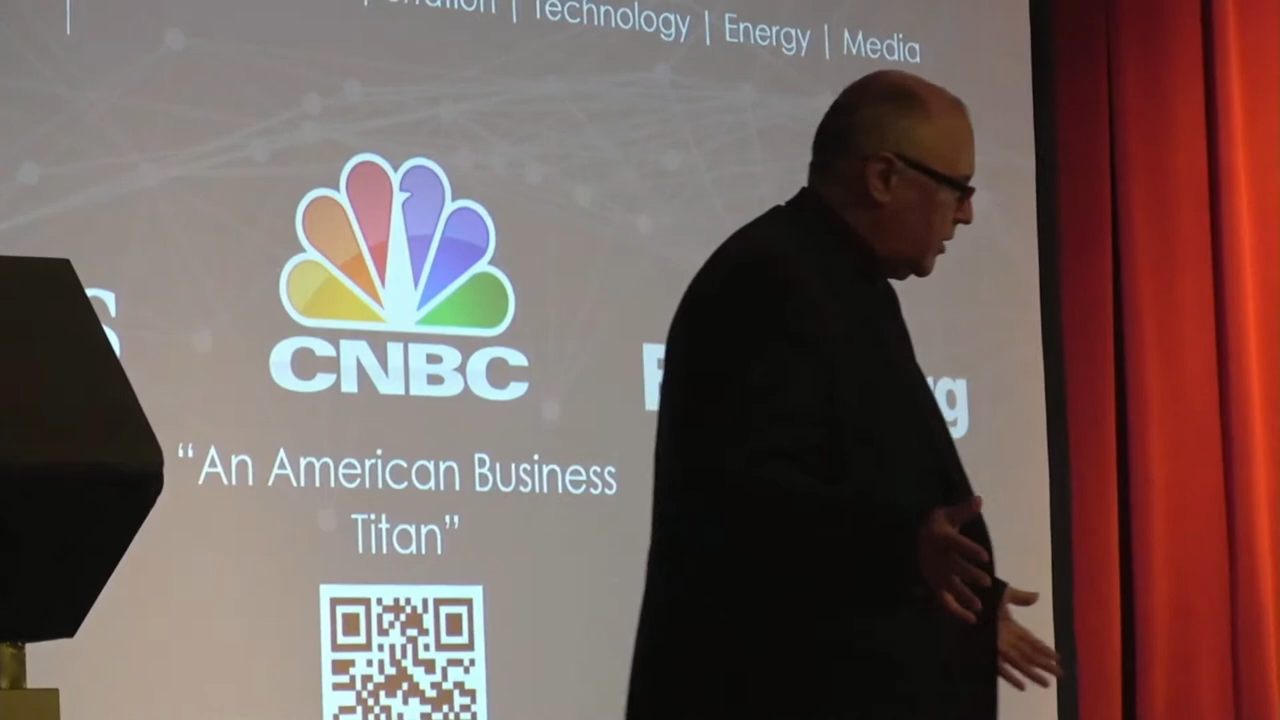 | Technology | Energy | Media
CNBC
“An American Business
Titan”